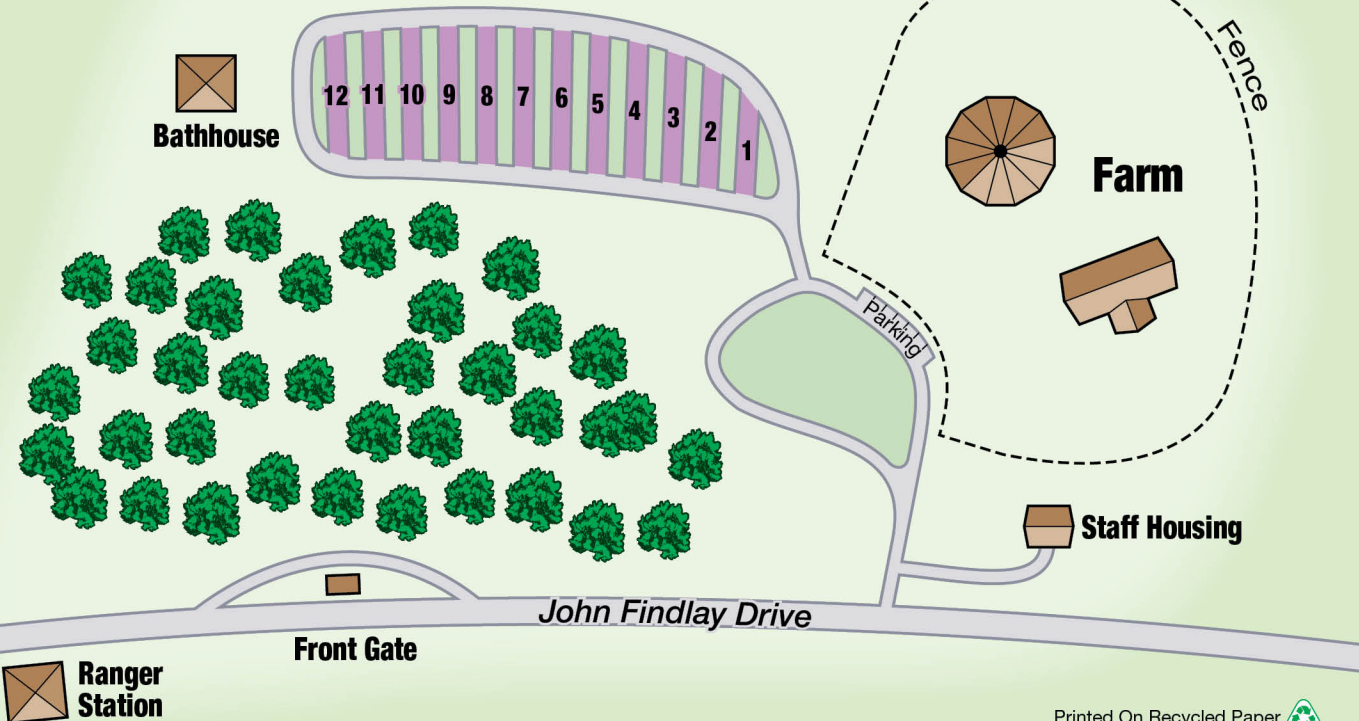 Fence
12 11 10 9 8 7 6 5 4 3 2 1
Bathhouse
Farm
Parking
Staff Housing
John Findlay Drive
Front Gate
Ranger
Station
Printed On Recycled Paper